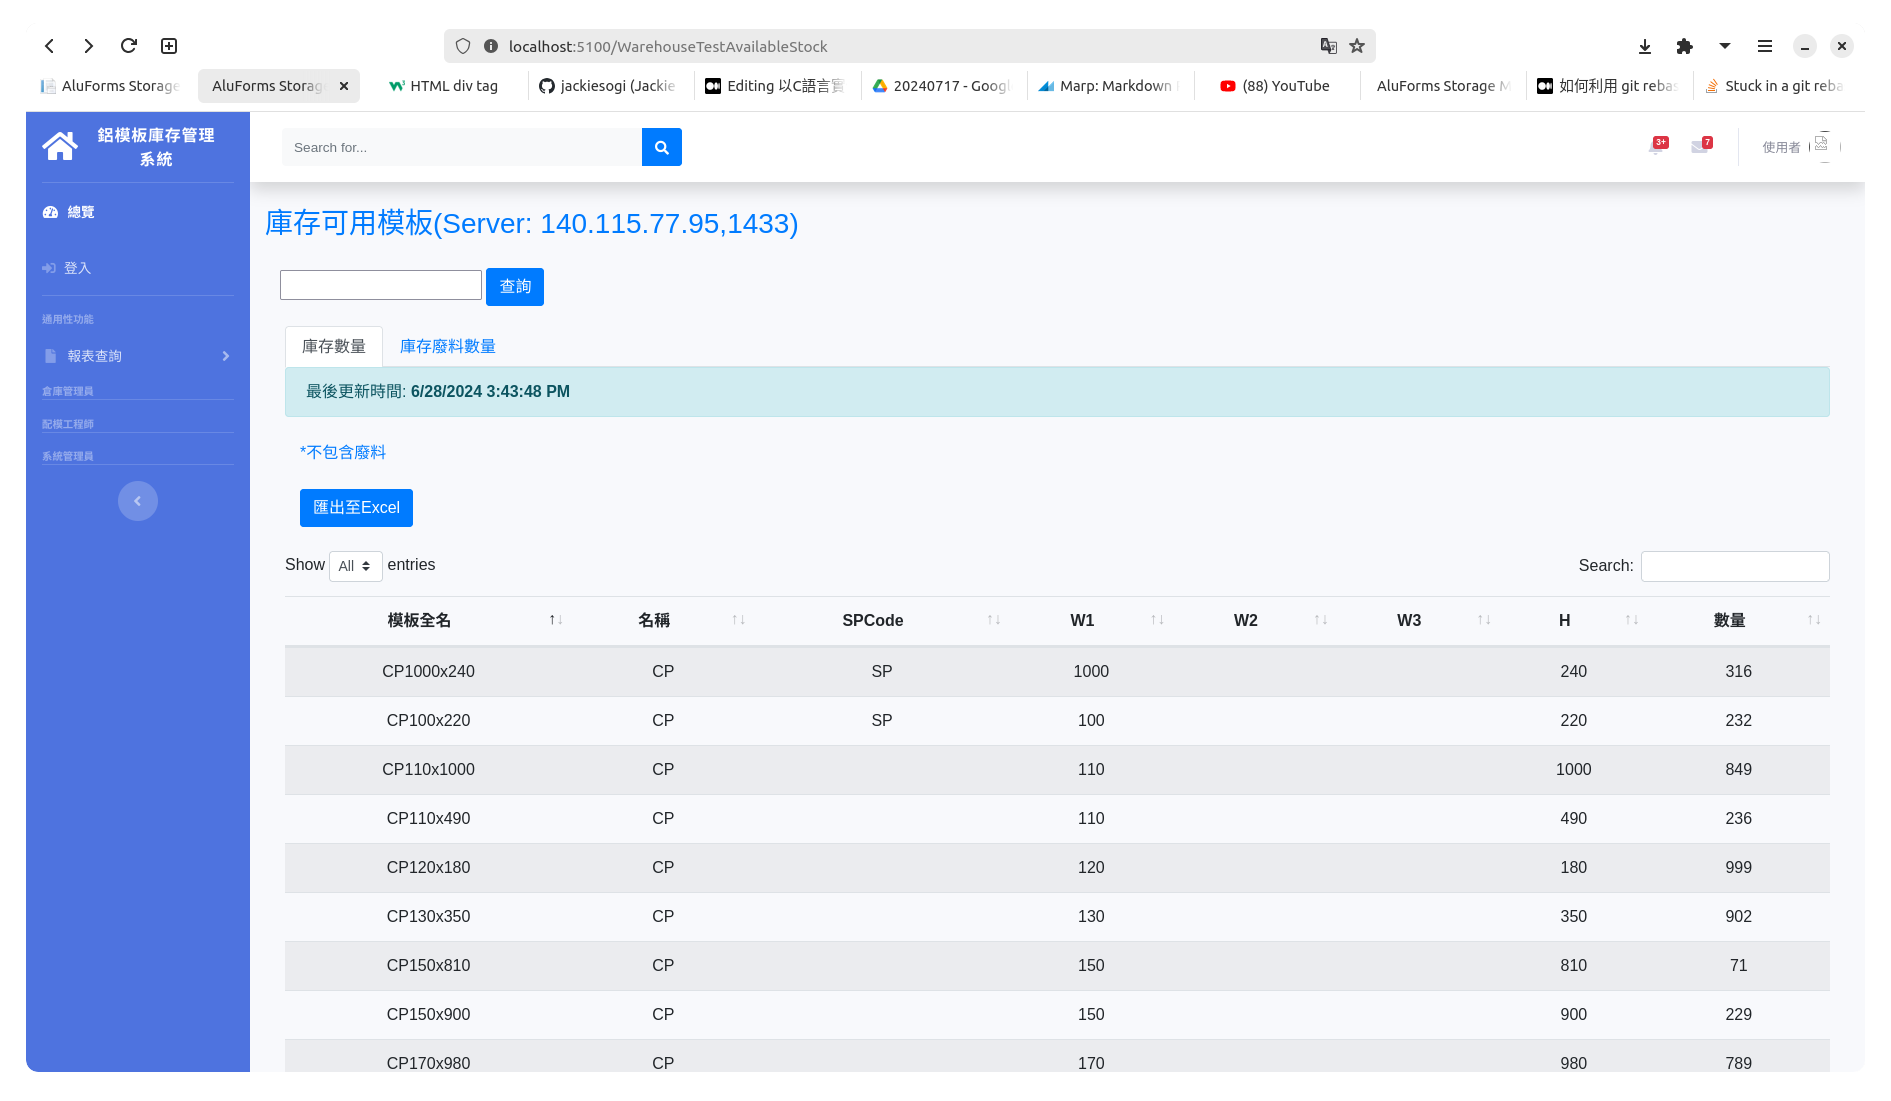 localhost:5100/WarehouseTestAvailableStock
AluForms Storage
AluForms Storag
HTML div tag
jackiesogi (Jackie
Editing 以C語言實
20240717 - Googl
Marp: Markdown
(88) YouTube
AluForms Storage M
如何利用 git rebas
Stuck in a git reba
鋁模板庫存管理
系統
Search for...
3+
7
使用者
總覽
登入
通用性功能
報表查詢
倉庫管理員
配模工程師
系統管理員
庫存可用模板(Server: 140.115.77.95,1433)
查詢
庫存數量 庫存廢料數量
最後更新時間: 6/28/2024 3:43:48 PM
*不包含廢料
匯出至Excel
Show All entries
Search:
模板全名 名稱 SPCode W1 W2 W3 H 數量
CP1000x240 CP SP 1000 240 316
CP100x220 CP SP 100 220 232
CP110x1000 CP 110 1000 849
CP110x490 CP 110 490 236
CP120x180 CP 120 180 999
CP130x350 CP 130 350 902
CP150x810 CP 150 810 71
CP150x900 CP 150 900 229
CP170x980 CP 170 980 789